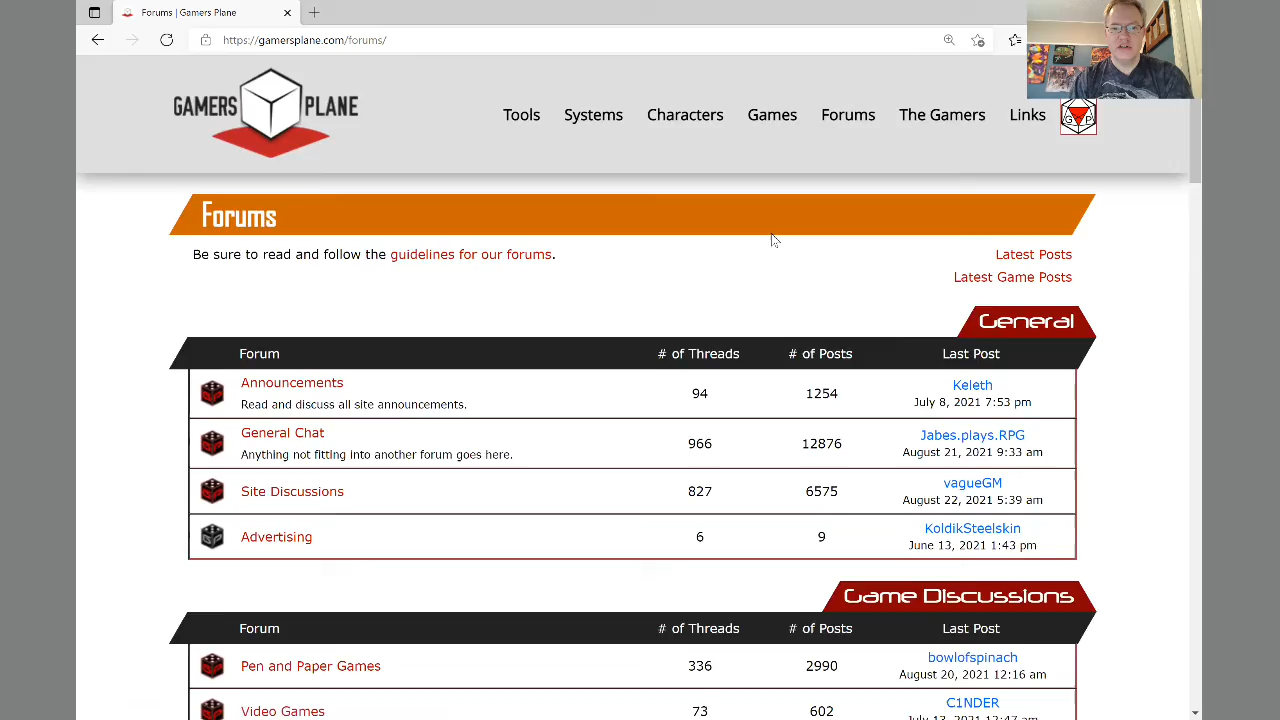 Forums | Gamers Plane
https://gamersplane.com/forums/
GAMERS PLANE
Tools Systems Characters Games Forums The Gamers Links
G P
Forums
Be sure to read and follow the guidelines for our forums.
Latest Posts
Latest Game Posts
General
Forum # of Threads # of Posts Last Post
Announcements
Read and discuss all site announcements.
94 1254
Keleth
July 8, 2021 7:53 pm
General Chat
Anything not fitting into another forum goes here.
966 12876
Jabes.plays.RPG
August 21, 2021 9:33 am
Site Discussions 827 6575
vagueGM
August 22, 2021 5:39 am
Advertising 6 9
KoldikSteelskin
June 13, 2021 1:43 pm
Game Discussions
Forum # of Threads # of Posts Last Post
Pen and Paper Games 336 2990
bowlofspinach
August 20, 2021 12:16 am
Video Games 73 602
C1NDER
July 13, 2021 12:47 am